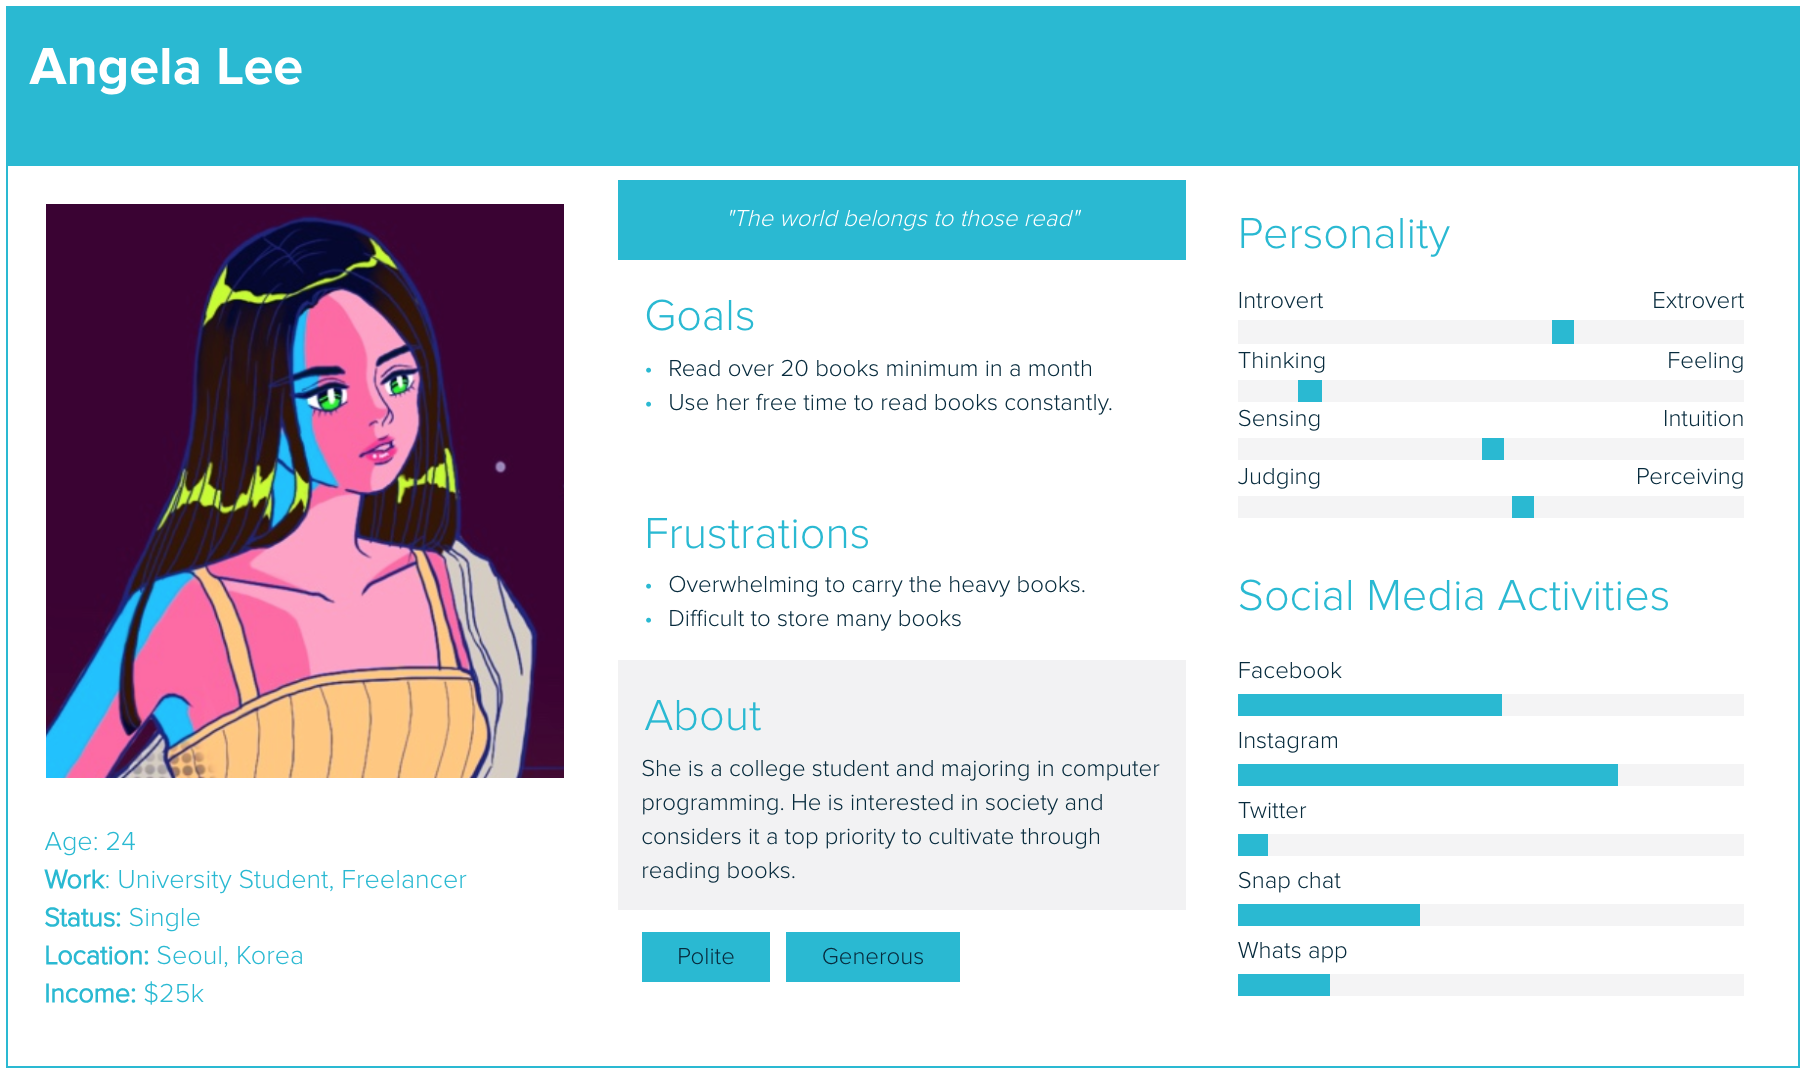 Angela Lee
Age: 24
Work: University Student, Freelancer
Status: Single
Location: Seoul, Korea
Income: $25k
"The world belongs to those read"
Goals
• Read over 20 books minimum in a month
• Use her free time to read books constantly.
Frustrations
• Overwhelming to carry the heavy books.
• Difficult to store many books
About
She is a college student and majoring in computer
programming. He is interested in society and
considers it a top priority to cultivate through
reading books.
Polite Generous
Personality
Introvert Extrovert
Thinking Feeling
Sensing Intuition
Judging Perceiving
Social Media Activities
Facebook
Instagram
Twitter
Snap chat
Whats app